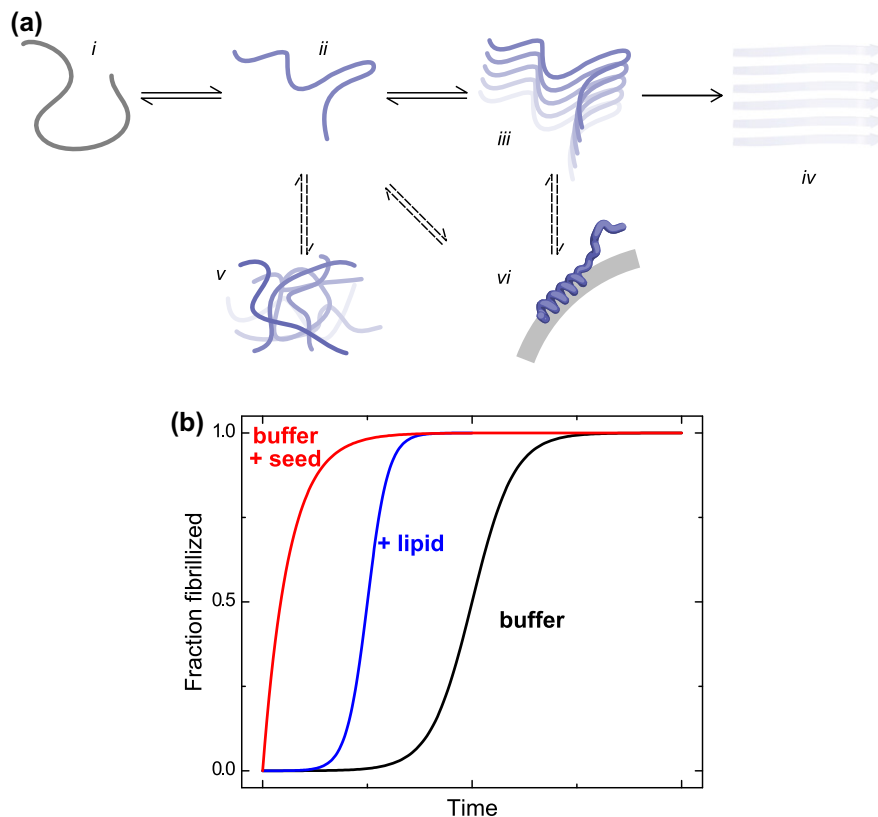 (a)
i
ii
iii
iv
v
vi
(b)
buffer
+ seed
+ lipid
buffer
1.0
0.5
0.0
Fraction fibrillized
Time